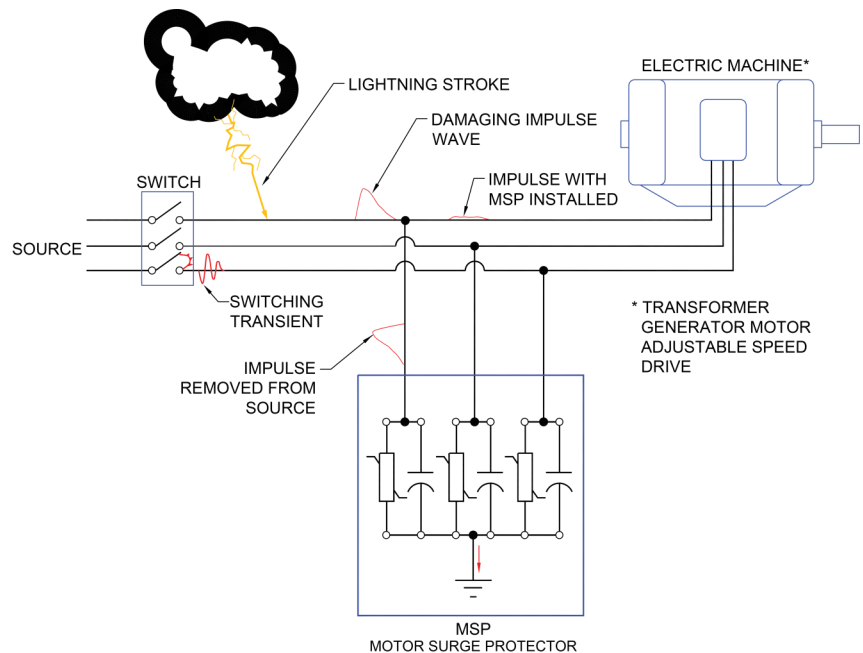 ELECTRIC MACHINE*
LIGHTNING STROKE
DAMAGING IMPULSE
WAVE
SWITCH
IMPULSE WITH
MSP INSTALLED
SOURCE
SWITCHING
TRANSIENT
* TRANSFORMER
GENERATOR MOTOR
ADJUSTABLE SPEED
DRIVE
IMPULSE
REMOVED FROM
SOURCE
MSP
MOTOR SURGE PROTECTOR